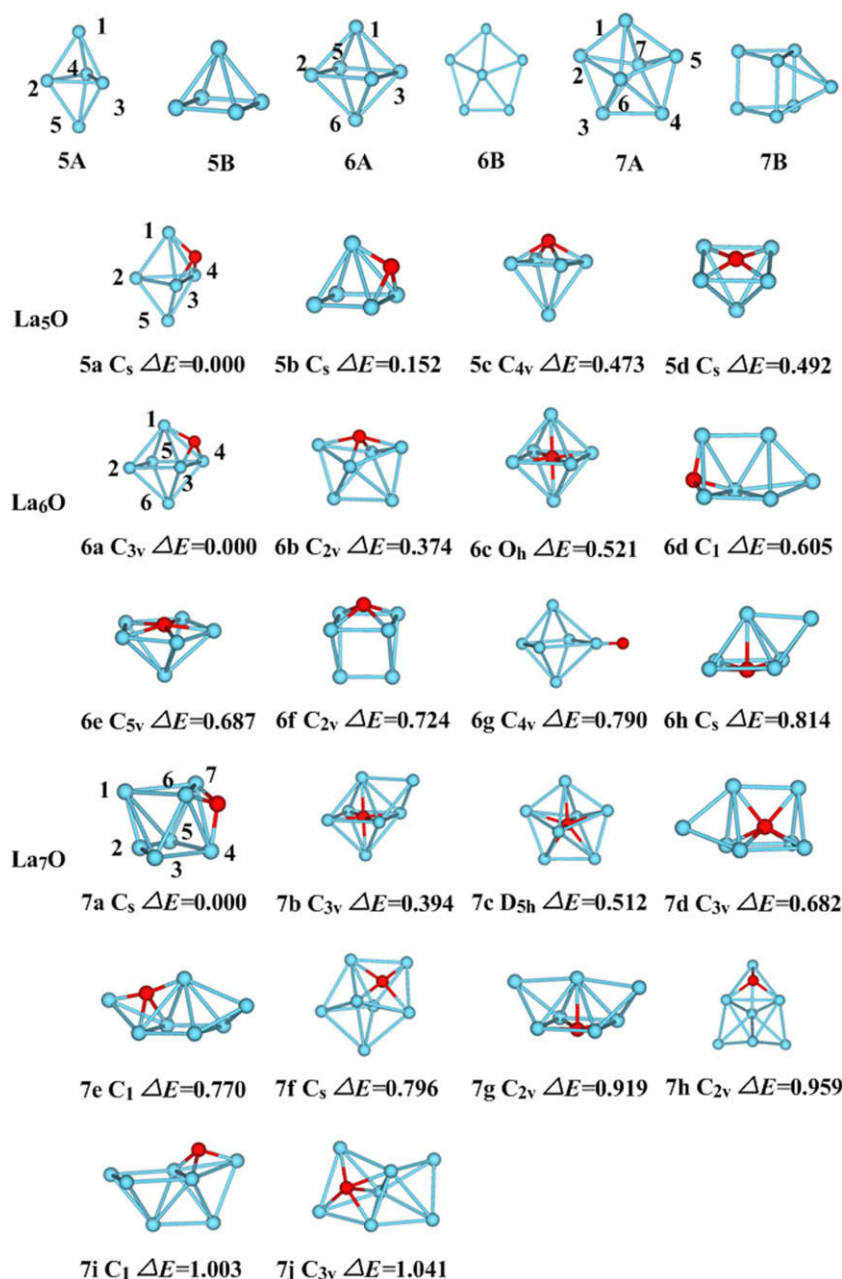 1
2
4
3
5
5A
5B
1
5
2
3
6
6A
6B
1
7
2
5
6
3
4
7A
7B
La₅O
1
2
4
3
5
5a Cₛ △E=0.000
5b Cₛ △E=0.152
5c C₄ᵥ △E=0.473
5d Cₛ △E=0.492
La₆O
1
5
4
2
3
6
6a C₃ᵥ △E=0.000
6b C₂ᵥ △E=0.374
6c Oₕ △E=0.521
6d C₁ △E=0.605
6e C₅ᵥ △E=0.687
6f C₂ᵥ △E=0.724
6g C₄ᵥ △E=0.790
6h Cₛ △E=0.814
La₇O
7
6
1
5
2
4
3
7a Cₛ △E=0.000
7b C₃ᵥ △E=0.394
7c D₅ₕ △E=0.512
7d C₃ᵥ △E=0.682
7e C₁ △E=0.770
7f Cₛ △E=0.796
7g C₂ᵥ △E=0.919
7h C₂ᵥ △E=0.959
7i C₁ △E=1.003
7j C₃ᵥ △E=1.041